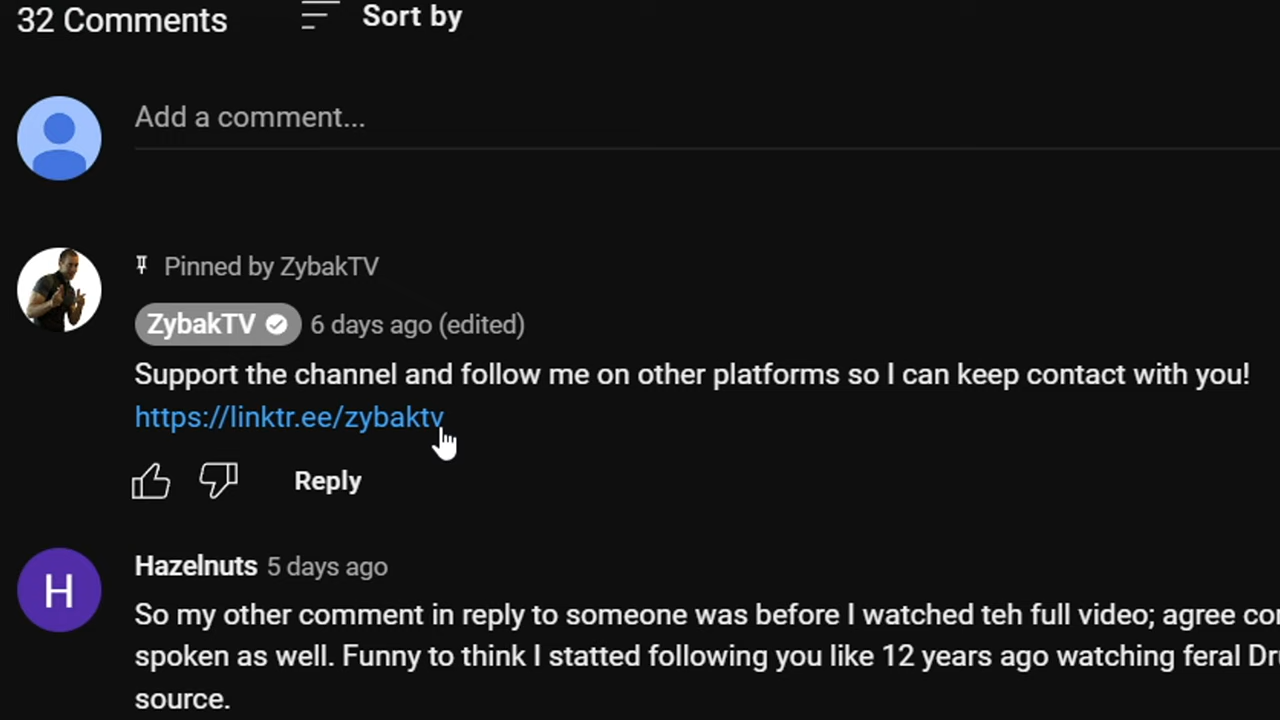 32 Comments
Sort by
Add a comment...
Pinned by ZybakTV
ZybakTV 6 days ago (edited)
Support the channel and follow me on other platforms so I can keep contact with you!
https://linktr.ee/zybaktv
Reply
H
Hazelnuts 5 days ago
So my other comment in reply to someone was before I watched teh full video; agree
spoken as well. Funny to think I statted following you like 12 years ago watching feral
source.